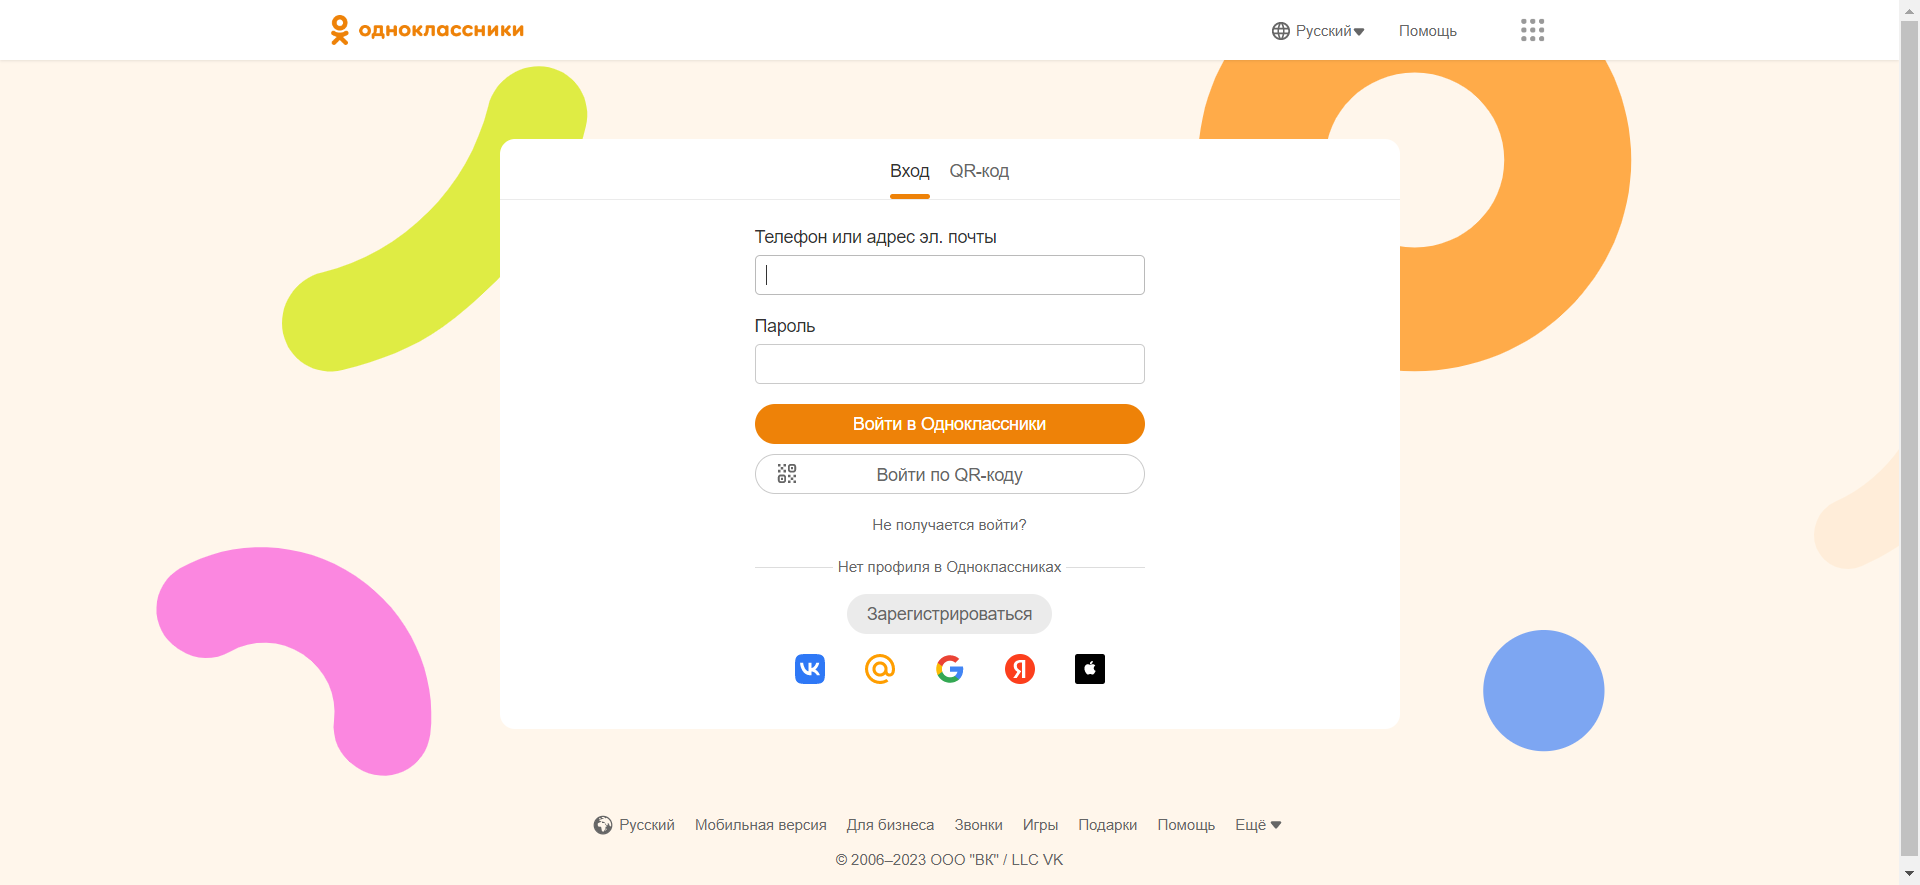 одноклассники
Русский Помощь
Вход QR-код
Телефон или адрес эл. почты
Пароль
Войти в Одноклассники
Войти по QR-коду
Не получается войти?
Нет профиля в Одноклассниках
Зарегистрироваться
Русский Мобильная версия Для бизнеса Звонки Игры Подарки Помощь Ещё
© 2006–2023 ООО "ВК" / LLC VK